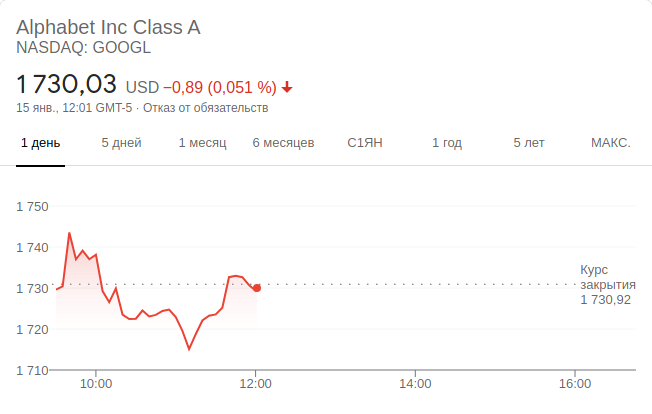 Alphabet Inc Class A
NASDAQ: GOOGL
1 730,03 USD −0,89 (0,051 %)
15 янв., 12:01 GMT-5 · Отказ от обязательств
1 день 5 дней 1 месяц 6 месяцев С1ЯН 1 год 5 лет МАКС.
1 750
1 740
Курс
закрытия
1 730
1 730,92
1 720
1 710
10:00 12:00 14:00 16:00